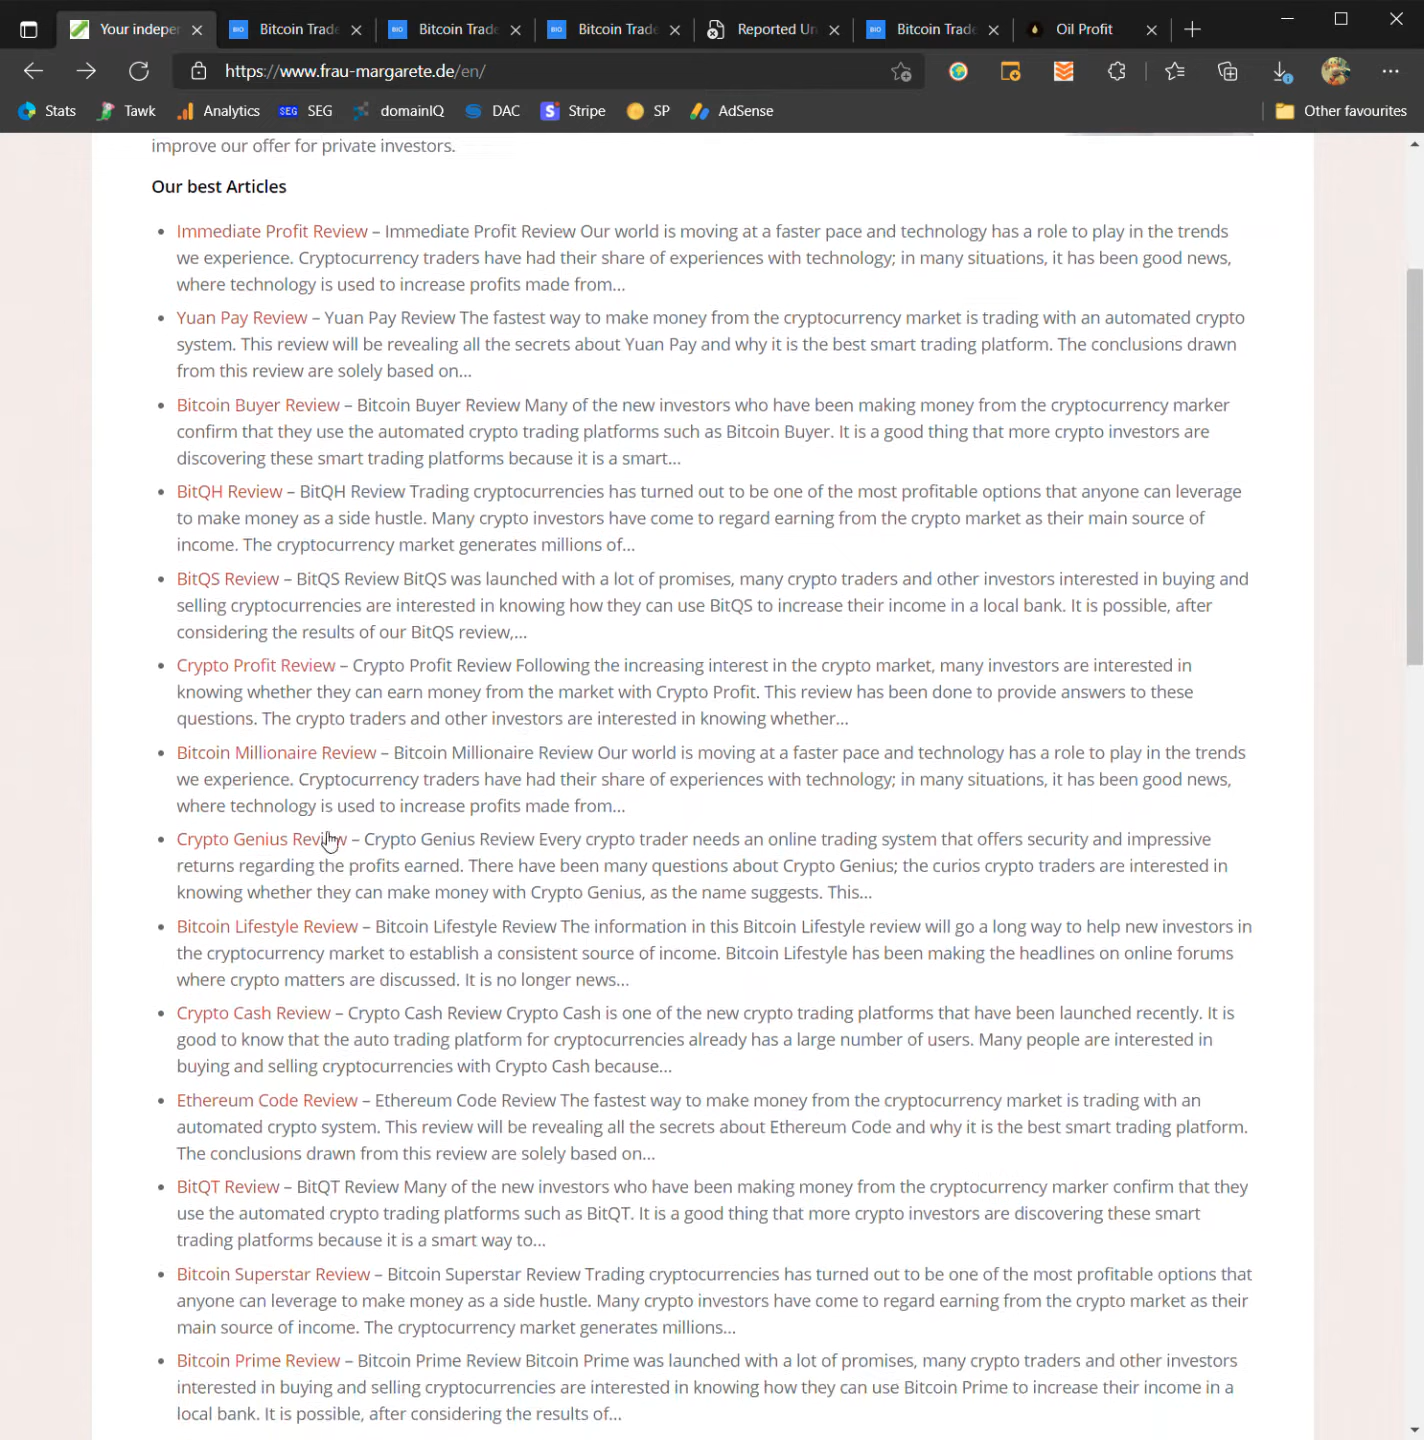 Your indepe
Bitcoin Trade
Bitcoin Trade
Bitcoin Trade
Reported Un
Bitcoin Trade
Oil Profit
https://www.frau-margarete.de/en/
Stats
Tawk
Analytics
SEG SEG
domainIQ
DAC
Stripe
SP
AdSense
Other favourites
improve our offer for private investors.
Our best Articles
Immediate Profit Review – Immediate Profit Review Our world is moving at a faster pace and technology has a role to play in the trends
we experience. Cryptocurrency traders have had their share of experiences with technology; in many situations, it has been good news,
where technology is used to increase profits made from...
Yuan Pay Review – Yuan Pay Review The fastest way to make money from the cryptocurrency market is trading with an automated crypto
system. This review will be revealing all the secrets about Yuan Pay and why it is the best smart trading platform. The conclusions drawn
from this review are solely based on...
Bitcoin Buyer Review – Bitcoin Buyer Review Many of the new investors who have been making money from the cryptocurrency marker
confirm that they use the automated crypto trading platforms such as Bitcoin Buyer. It is a good thing that more crypto investors are
discovering these smart trading platforms because it is a smart...
BitQH Review – BitQH Review Trading cryptocurrencies has turned out to be one of the most profitable options that anyone can leverage
to make money as a side hustle. Many crypto investors have come to regard earning from the crypto market as their main source of
income. The cryptocurrency market generates millions of...
BitQS Review – BitQS Review BitQS was launched with a lot of promises, many crypto traders and other investors interested in buying and
selling cryptocurrencies are interested in knowing how they can use BitQS to increase their income in a local bank. It is possible, after
considering the results of our BitQS review,...
Crypto Profit Review – Crypto Profit Review Following the increasing interest in the crypto market, many investors are interested in
knowing whether they can earn money from the market with Crypto Profit. This review has been done to provide answers to these
questions. The crypto traders and other investors are interested in knowing whether...
Bitcoin Millionaire Review – Bitcoin Millionaire Review Our world is moving at a faster pace and technology has a role to play in the trends
we experience. Cryptocurrency traders have had their share of experiences with technology; in many situations, it has been good news,
where technology is used to increase profits made from...
Crypto Genius Review – Crypto Genius Review Every crypto trader needs an online trading system that offers security and impressive
returns regarding the profits earned. There have been many questions about Crypto Genius; the curios crypto traders are interested in
knowing whether they can make money with Crypto Genius, as the name suggests. This...
Bitcoin Lifestyle Review – Bitcoin Lifestyle Review The information in this Bitcoin Lifestyle review will go a long way to help new investors in
the cryptocurrency market to establish a consistent source of income. Bitcoin Lifestyle has been making the headlines on online forums
where crypto matters are discussed. It is no longer news...
Crypto Cash Review – Crypto Cash Review Crypto Cash is one of the new crypto trading platforms that have been launched recently. It is
good to know that the auto trading platform for cryptocurrencies already has a large number of users. Many people are interested in
buying and selling cryptocurrencies with Crypto Cash because...
Ethereum Code Review – Ethereum Code Review The fastest way to make money from the cryptocurrency market is trading with an
automated crypto system. This review will be revealing all the secrets about Ethereum Code and why it is the best smart trading platform.
The conclusions drawn from this review are solely based on...
BitQT Review – BitQT Review Many of the new investors who have been making money from the cryptocurrency marker confirm that they
use the automated crypto trading platforms such as BitQT. It is a good thing that more crypto investors are discovering these smart
trading platforms because it is a smart way to...
Bitcoin Superstar Review – Bitcoin Superstar Review Trading cryptocurrencies has turned out to be one of the most profitable options that
anyone can leverage to make money as a side hustle. Many crypto investors have come to regard earning from the crypto market as their
main source of income. The cryptocurrency market generates millions...
Bitcoin Prime Review – Bitcoin Prime Review Bitcoin Prime was launched with a lot of promises, many crypto traders and other investors
interested in buying and selling cryptocurrencies are interested in knowing how they can use Bitcoin Prime to increase their income in a
local bank. It is possible, after considering the results of...